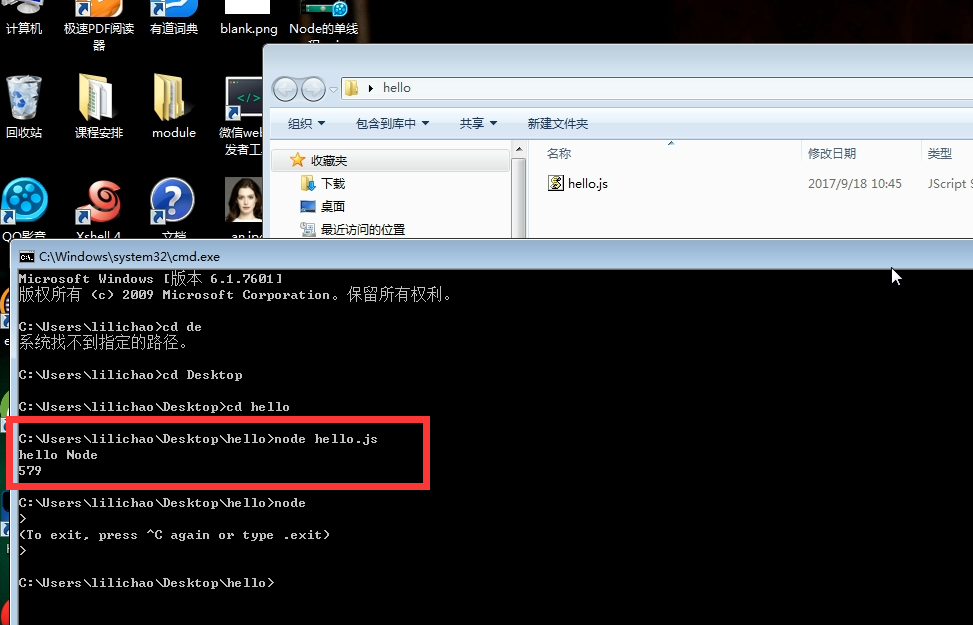 计算机
极速PDF阅读器
有道词典
blank.png
Node的单线
回收站
课程安排
module
微信web
发者工
QQ影音
Xshell 4
文档
an.jpg
hello
组织
包含到库中
共享
新建文件夹
收藏夹
下载
桌面
最近访问的位置
名称
修改日期
类型
hello.js
2017/9/18 10:45
JScript S
C:\Windows\system32\cmd.exe
Microsoft Windows [版本 6.1.7601]
版权所有 (c) 2009 Microsoft Corporation。保留所有权利。
C:\Users\lilichao>cd de
系统找不到指定的路径。
C:\Users\lilichao>cd Desktop
C:\Users\lilichao\Desktop>cd hello
C:\Users\lilichao\Desktop\hello>node hello.js
hello Node
579
C:\Users\lilichao\Desktop\hello>node
>
(To exit, press ^C again or type .exit)
>
C:\Users\lilichao\Desktop\hello>